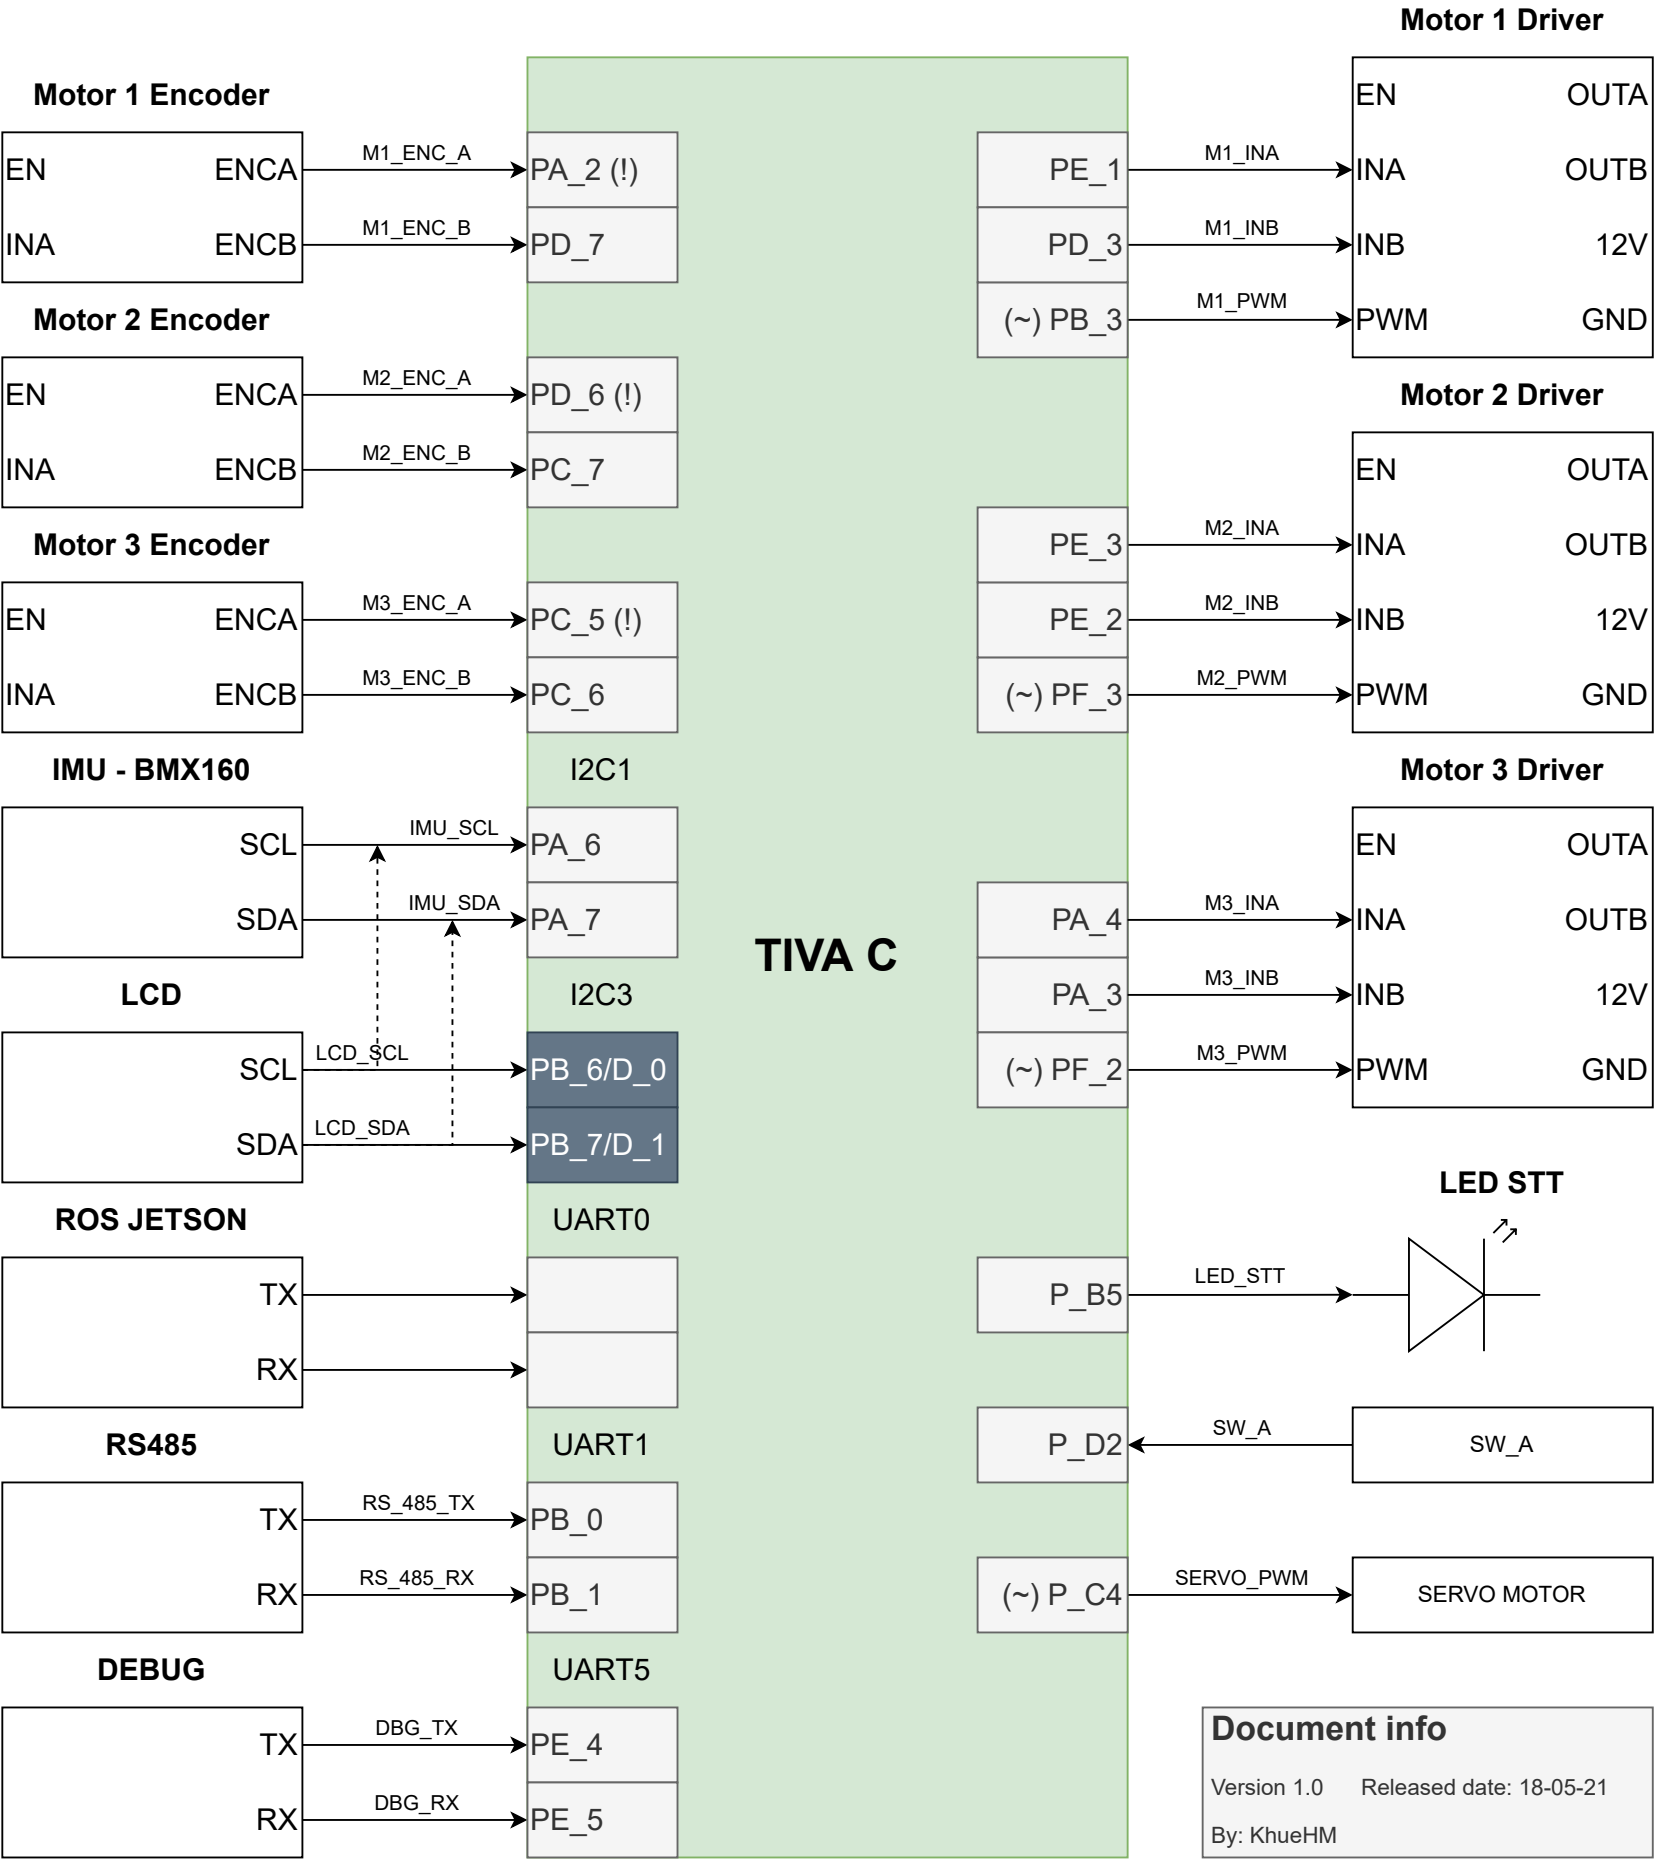 Motor 1 Encoder
EN ENCA
INA ENCB
M1_ENC_A
M1_ENC_B
PA_2 (!)
PD_7
Motor 2 Encoder
EN ENCA
INA ENCB
M2_ENC_A
M2_ENC_B
PD_6 (!)
PC_7
Motor 3 Encoder
EN ENCA
INA ENCB
M3_ENC_A
M3_ENC_B
PC_5 (!)
PC_6
IMU - BMX160
SCL
SDA
IMU_SCL
IMU_SDA
I2C1
PA_6
PA_7
LCD
SCL
SDA
LCD_SCL
LCD_SDA
I2C3
PB_6/D_0
PB_7/D_1
ROS JETSON
TX
RX
UART0
RS485
TX
RX
RS_485_TX
RS_485_RX
UART1
PB_0
PB_1
DEBUG
TX
RX
DBG_TX
DBG_RX
UART5
PE_4
PE_5
TIVA C
Motor 1 Driver
PE_1
PD_3
(~) PB_3
M1_INA
M1_INB
M1_PWM
EN OUTA
INA OUTB
INB 12V
PWM GND
Motor 2 Driver
PE_3
PE_2
(~) PF_3
M2_INA
M2_INB
M2_PWM
EN OUTA
INA OUTB
INB 12V
PWM GND
Motor 3 Driver
PA_4
PA_3
(~) PF_2
M3_INA
M3_INB
M3_PWM
EN OUTA
INA OUTB
INB 12V
PWM GND
LED STT
P_B5
LED_STT
P_D2
SW_A
SW_A
(~) P_C4
SERVO_PWM
SERVO MOTOR
Document info
Version 1.0 Released date: 18-05-21
By: KhueHM